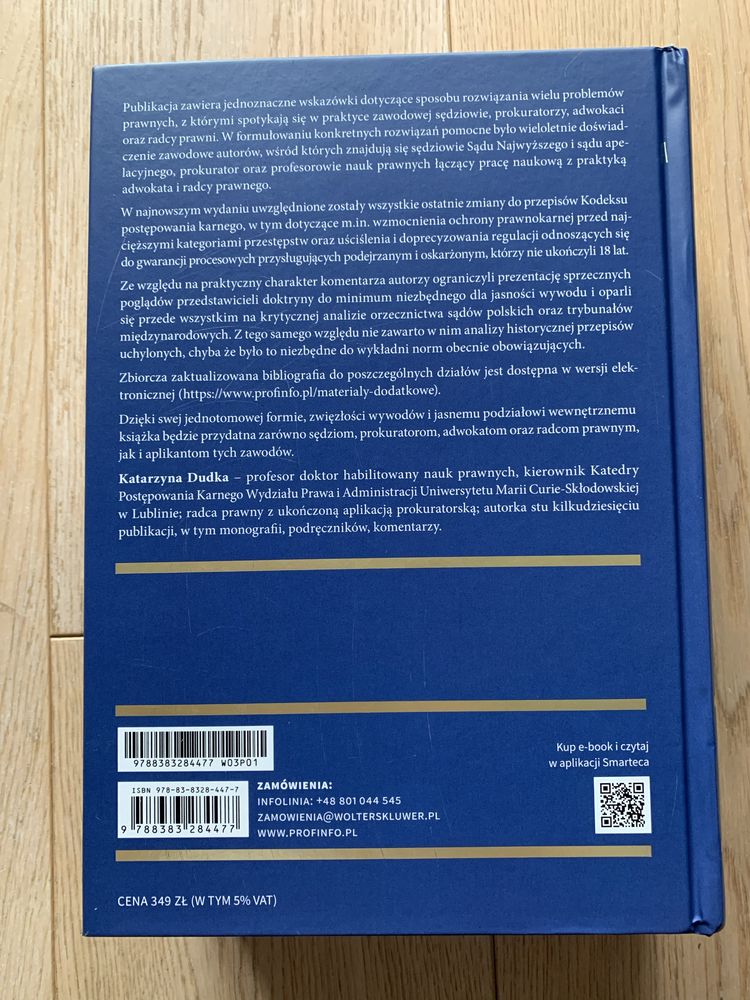 Publikacja zawiera jednoznaczne wskazówki dotyczące sposobu rozwiązania wielu problemów
prawnych, z którymi spotykają się w praktyce zawodowej sędziowie, prokuratorzy, adwokaci
oraz radcy prawni. W formułowaniu konkretnych rozwiązań pomocne było wieloletnie doświad-
czenie zawodowe autorów, wśród których znajdują się sędziowie Sądu Najwyższego i sądu ape-
lacyjnego, prokurator oraz profesorowie nauk prawnych łączący pracę naukową z praktyką
adwokata i radcy prawnego.
W najnowszym wydaniu uwzględnione zostały wszystkie ostatnie zmiany do przepisów Kodeksu
postępowania karnego, w tym dotyczące m.in. wzmocnienia ochrony prawnokarnej przed naj-
cięższymi kategoriami przestępstw oraz uściślenia i doprecyzowania regulacji odnoszących się
do gwarancji procesowych przysługujących podejrzanym i oskarżonym, którzy nie ukończyli 18 lat.
Ze względu na praktyczny charakter komentarza autorzy ograniczyli prezentację sprzecznych
poglądów przedstawicieli doktryny do minimum niezbędnego dla jasności wywodu i oparli
się przede wszystkim na krytycznej analizie orzecznictwa sądów polskich oraz trybunałów
międzynarodowych. Z tego samego względu nie zawarto w nim analizy historycznej przepisów
uchylonych, chyba że było to niezbędne do wykładni norm obecnie obowiązujących.
Zbiorcza zaktualizowana bibliografia do poszczególnych działów jest dostępna w wersji elek-
tronicznej (https://www.profinfo.pl/materialy-dodatkowe).
Dzięki swej jednotomowej formie, zwięzłości wywodów i jasnemu podziałowi wewnętrznemu
książka będzie przydatna zarówno sędziom, prokuratorom, adwokatom oraz radcom prawnym,
jak i aplikantom tych zawodów.
Katarzyna Dudka – profesor doktor habilitowany nauk prawnych, kierownik Katedry
Postępowania Karnego Wydziału Prawa i Administracji Uniwersytetu Marii Curie-Skłodowskiej
w Lublinie; radca prawny z ukończoną aplikacją prokuratorską; autorka stu kilkudziesięciu
publikacji, w tym monografii, podręczników, komentarzy.
9788383284477 W03P01
Kup e-book i czytaj
w aplikacji Smarteca
ISBN 978-83-8328-447-7
9 788383 284477
ZAMÓWIENIA:
INFOLINIA: +48 801 044 545
ZAMOWIENIA@WOLTERSKLUWER.PL
WWW.PROFINFO.PL
CENA 349 ZŁ (W TYM 5% VAT)